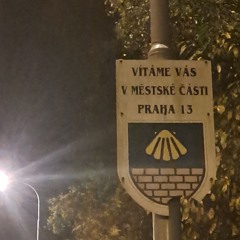 VÍTÁME VÁS
V MĚSTSKÉ ČÁSTI
PRAHA 13